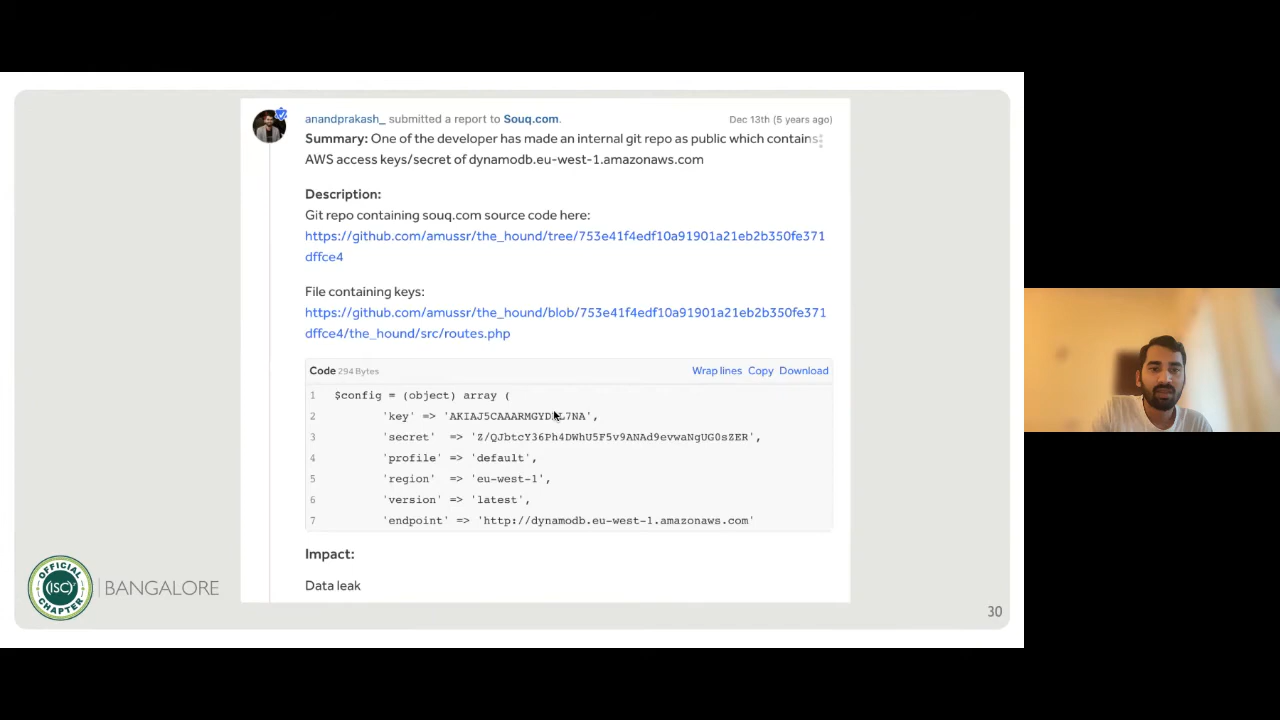 anandprakash_ submitted a report to Souq.com.
Dec 13th (5 years ago)
Summary: One of the developer has made an internal git repo as public which contains
AWS access keys/secret of dynamodb.eu-west-1.amazonaws.com
Description:
Git repo containing souq.com source code here:
https://github.com/amussr/the_hound/tree/753e41f4edf10a91901a21eb2b350fe371
dffce4
File containing keys:
https://github.com/amussr/the_hound/blob/753e41f4edf10a91901a21eb2b350fe371
dffce4/the_hound/src/routes.php
Code 294 Bytes
Wrap lines Copy Download
1 $config = (object) array (
2 'key' =>
3 'secret' => 'Z/QJbtcY36Ph4DWhU5F5v9ANAd9evwaNgUG0sZER',
4 'profile' => 'default',
5 'region' => 'eu-west-1',
6 'version' => 'latest',
7 'endpoint' => 'http://dynamodb.eu-west-1.amazonaws.com'
Impact:
Data leak
OFFICIAL
(ISC)²
CHAPTER
BANGALORE
30